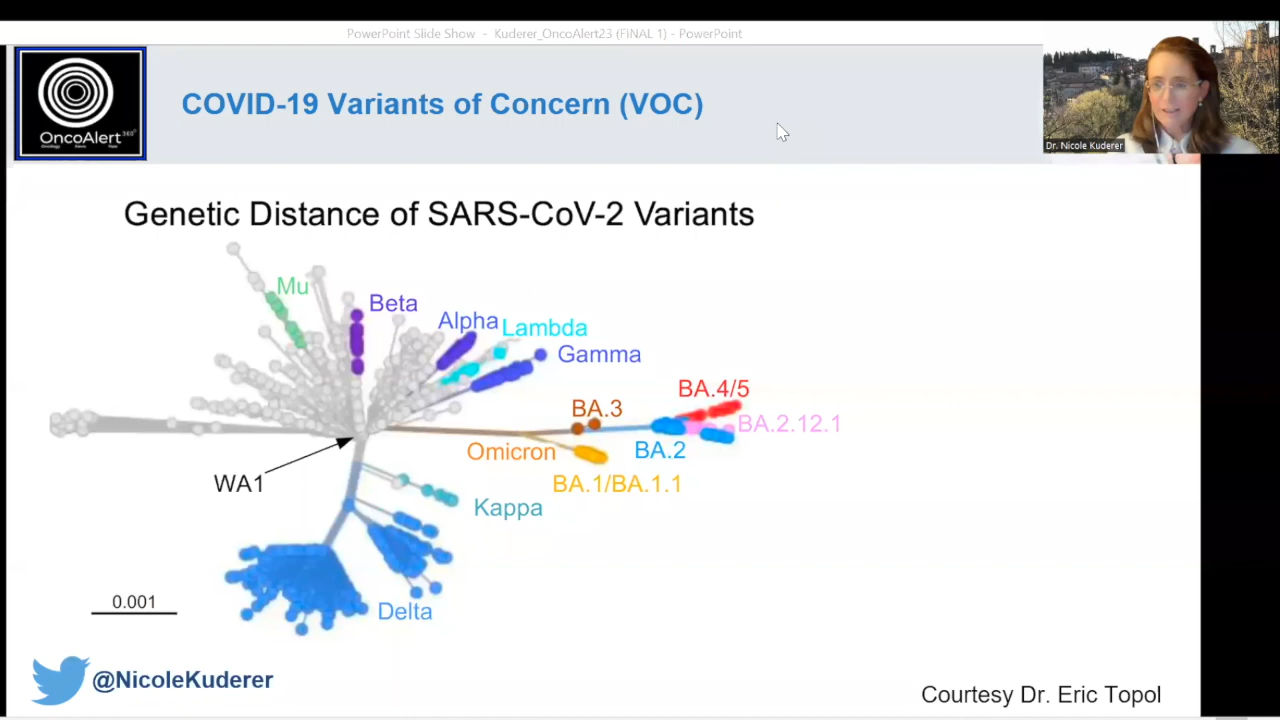 PowerPoint Slide Show - Kuderer_OncoAlert23 (FINAL 1) - PowerPoint
COVID-19 Variants of Concern (VOC)
OncoAlert 360°
Dr. Nicole Kuderer
Genetic Distance of SARS-CoV-2 Variants
Mu
Beta
Alpha
Lambda
Gamma
BA.4/5
BA.3
BA.2.12.1
Omicron
BA.2
WA1
BA.1/BA.1.1
Kappa
0.001
Delta
@NicoleKuderer
Courtesy Dr. Eric Topol